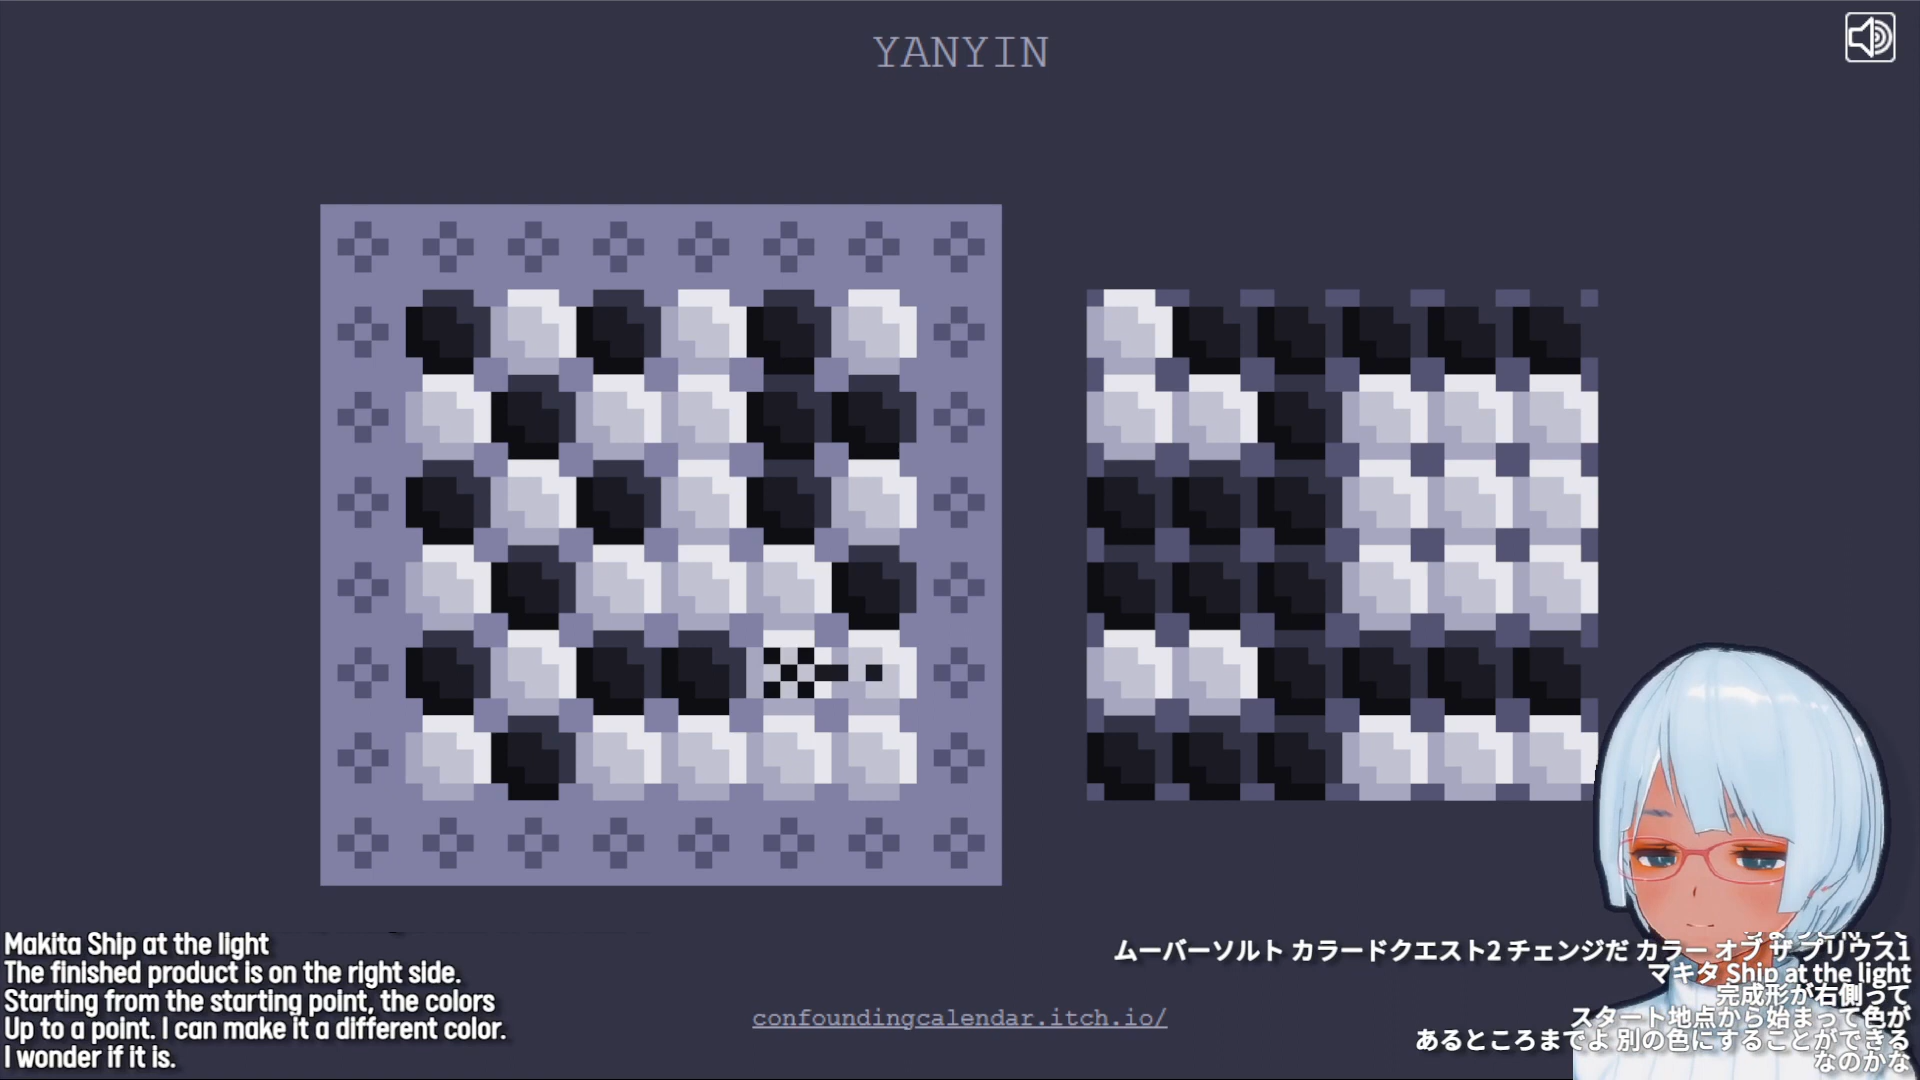 YANYIN
Makita Ship at the light
The finished product is on the right side.
Starting from the starting point, the colors
Up to a point. I can make it a different color.
I wonder if it is.
confoundingcalendar.itch.io/
ムーバーソルト カラードクエスト2 チェンジだ カラー オブ ザ プリウス1
マキタ Ship at the light
完成形が右側って
スタート地点から始まって色が
あるところまでよ 別の色にすることができる
なのかな